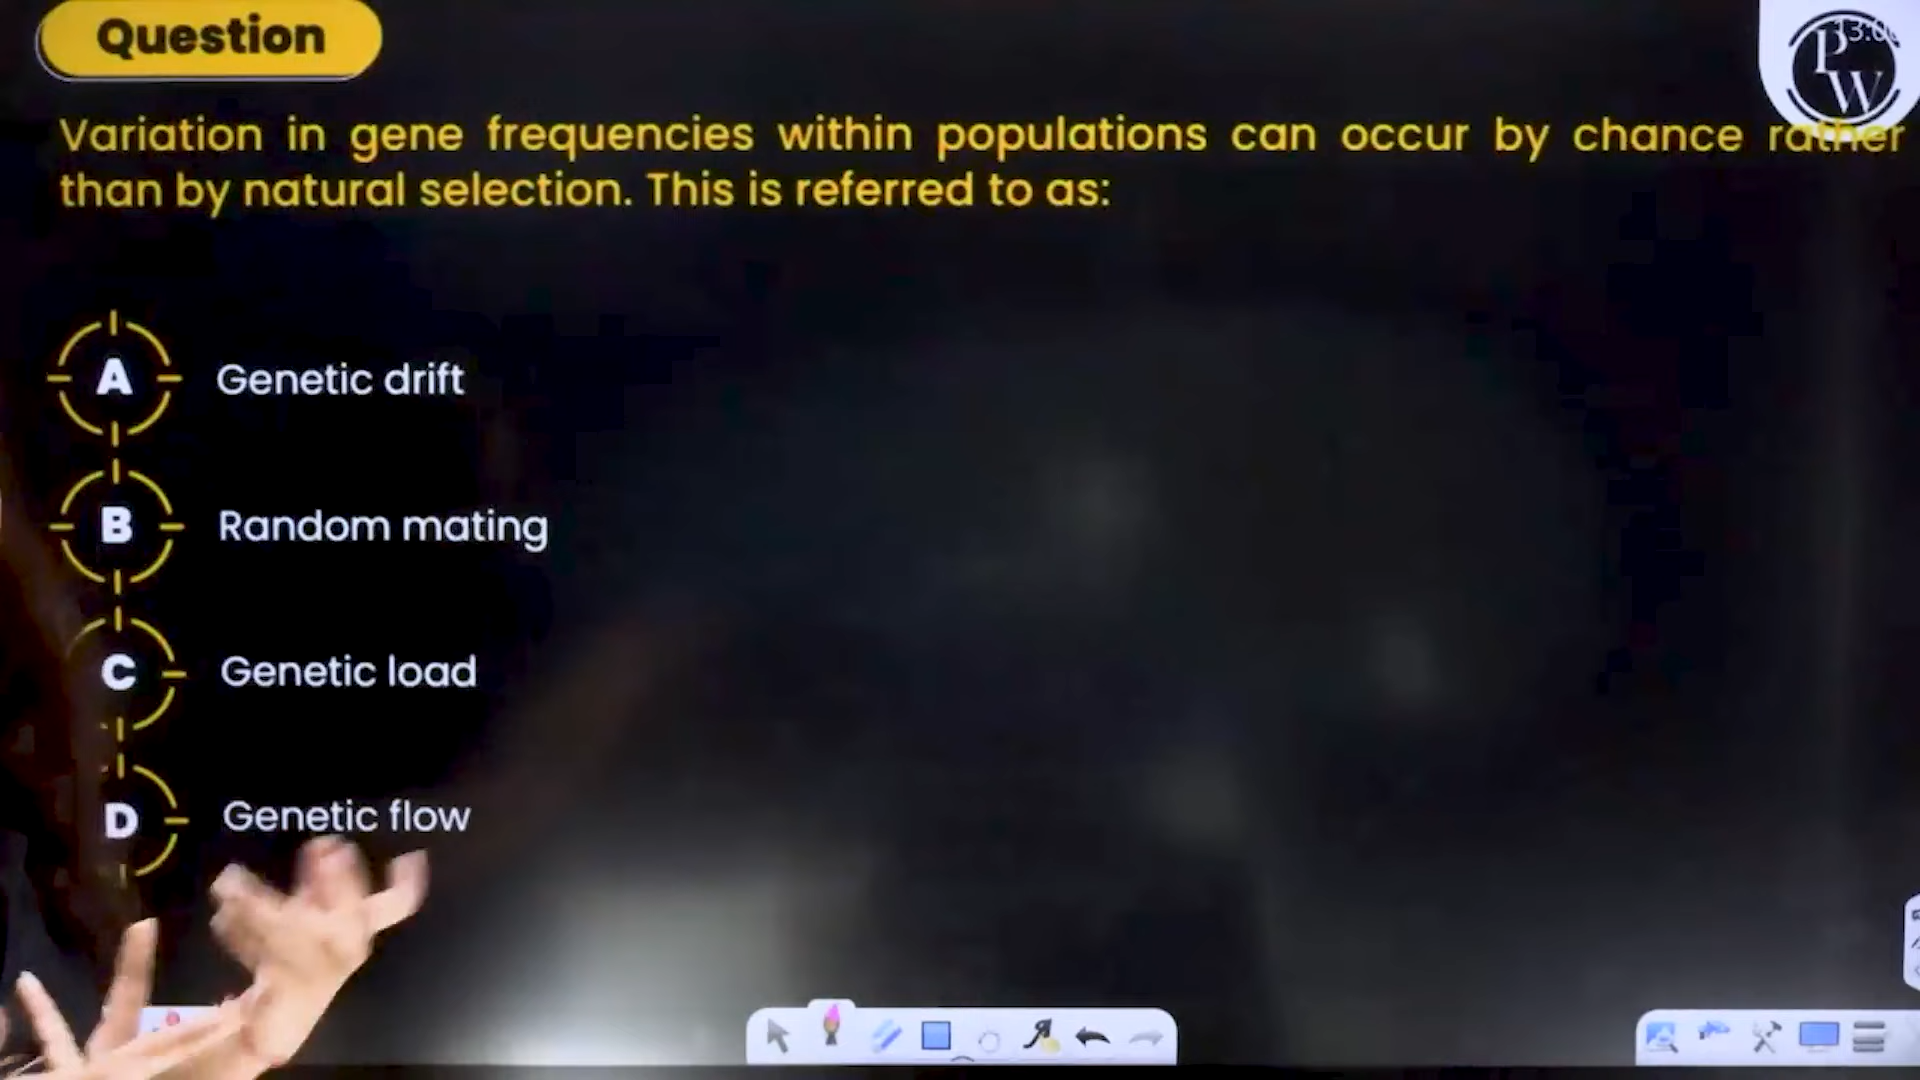 Question
PW
Variation in gene frequencies within populations can occur by chance rather
than by natural selection. This is referred to as:
A Genetic drift
B Random mating
C Genetic load
D Genetic flow